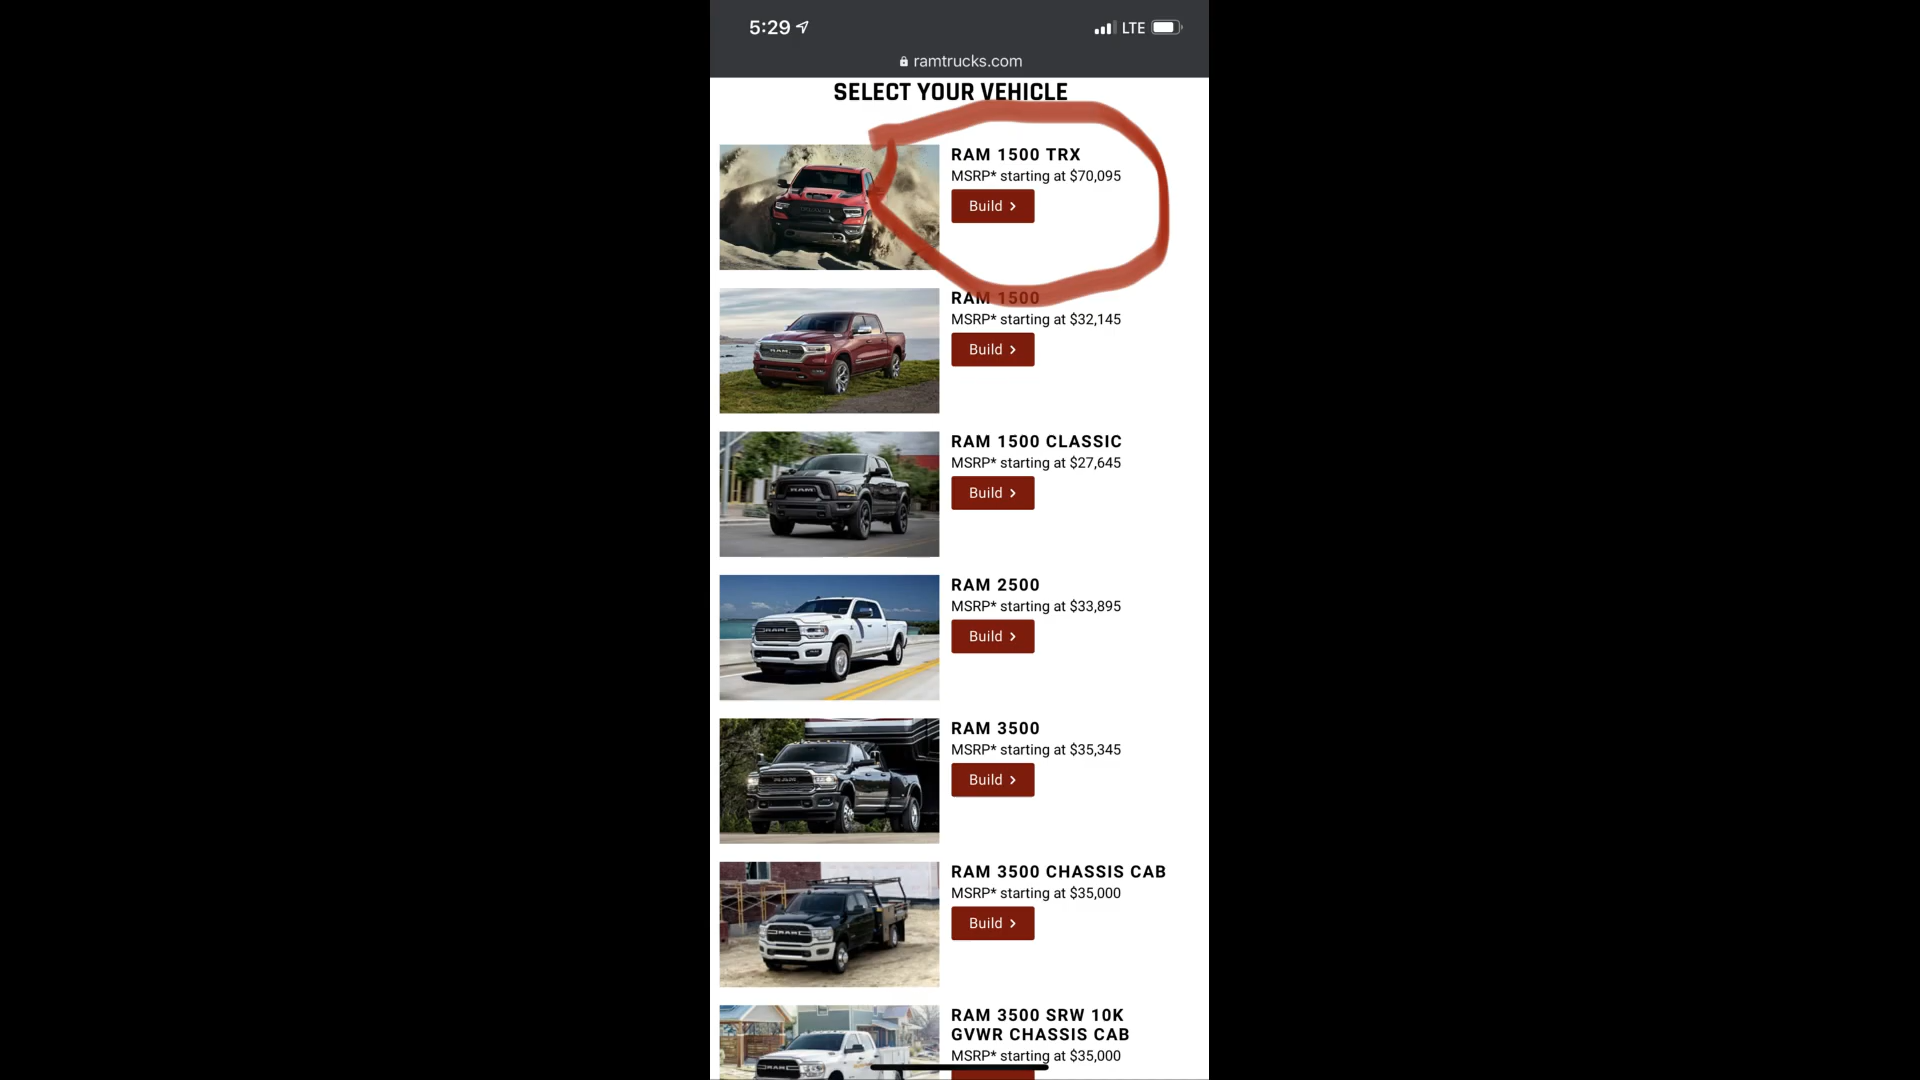 5:29
LTE
ramtrucks.com
SELECT YOUR VEHICLE
RAM 1500 TRX
MSRP* starting at $70,095
Build >
RAM 1500
MSRP* starting at $32,145
Build >
RAM 1500 CLASSIC
MSRP* starting at $27,645
Build >
RAM 2500
MSRP* starting at $33,895
Build >
RAM 3500
MSRP* starting at $35,345
Build >
RAM 3500 CHASSIS CAB
MSRP* starting at $35,000
Build >
RAM 3500 SRW 10K
GVWR CHASSIS CAB
MSRP* starting at $35,000